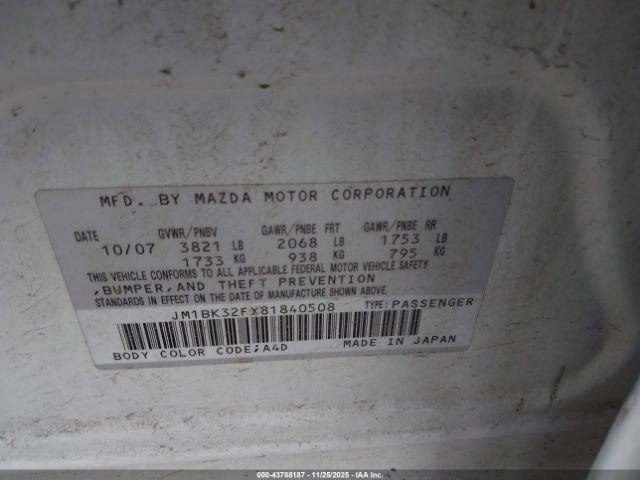 MFD. BY MAZDA MOTOR CORPORATION
DATE GVWR/PNBV GAWR/PNBE FRT GAWR/PNBE RR
10/07 3821 LB 2068 LB 1753 LB
1733 KG 938 KG 795 KG
THIS VEHICLE CONFORMS TO ALL APPLICABLE FEDERAL MOTOR VEHICLE SAFETY
,BUMPER,AND THEFT PREVENTION
STANDARDS IN EFFECT ON THE DATE OF MANUFACTURE SHOWN ABOVE.
JM1BK32FX81840508 TYPE:PASSENGER
BODY COLOR CODE;A4D MADE IN JAPAN
000-43788187 - 11/25/2025 - IAA Inc.